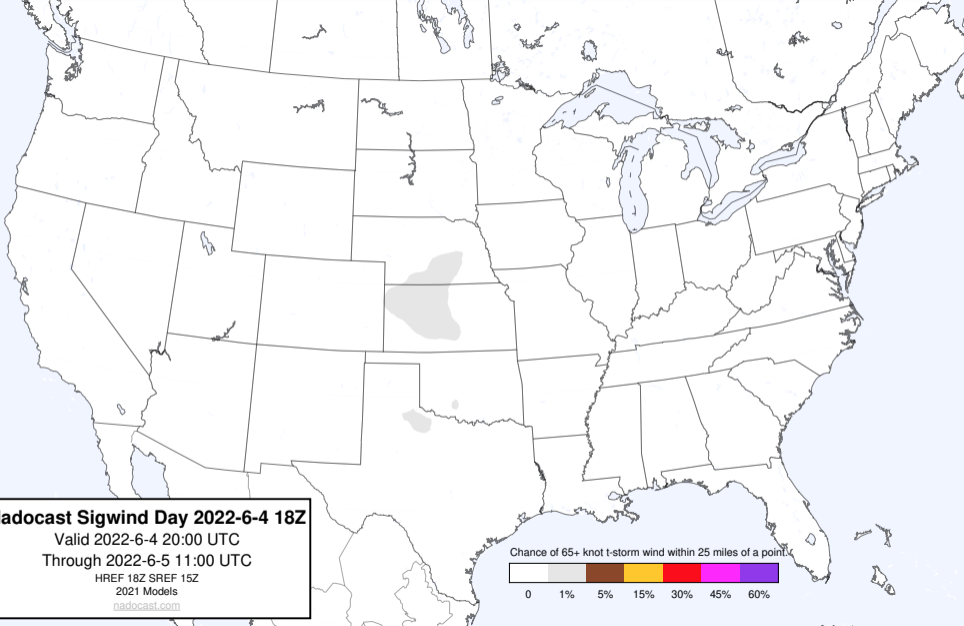 adocast Sigwind Day 2022-6-4 18Z
Valid 2022-6-4 20:00 UTC
Through 2022-6-5 11:00 UTC
HREF 18Z SREF 15Z
2021 Models
nadocast.com
Chance of 65+ knot t-storm wind within 25 miles of a point.
0 1% 5% 15% 30% 45% 60%